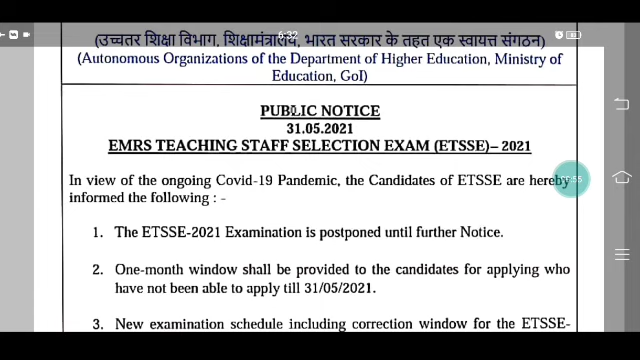 6:32
(उच्चतर शिक्षा विभाग, शिक्षामंत्रालय, भारत सरकार के तहत एक स्वायत्त संगठन)
(Autonomous Organizations of the Department of Higher Education, Ministry of
Education, GoI)
PUBLIC NOTICE
31.05.2021
EMRS TEACHING STAFF SELECTION EXAM (ETSSE)– 2021
In view of the ongoing Covid-19 Pandemic, the Candidates of ETSSE are hereby
informed the following : -
1. The ETSSE-2021 Examination is postponed until further Notice.
2. One-month window shall be provided to the candidates for applying who
have not been able to apply till 31/05/2021.
3. New examination schedule including correction window for the ETSSE-